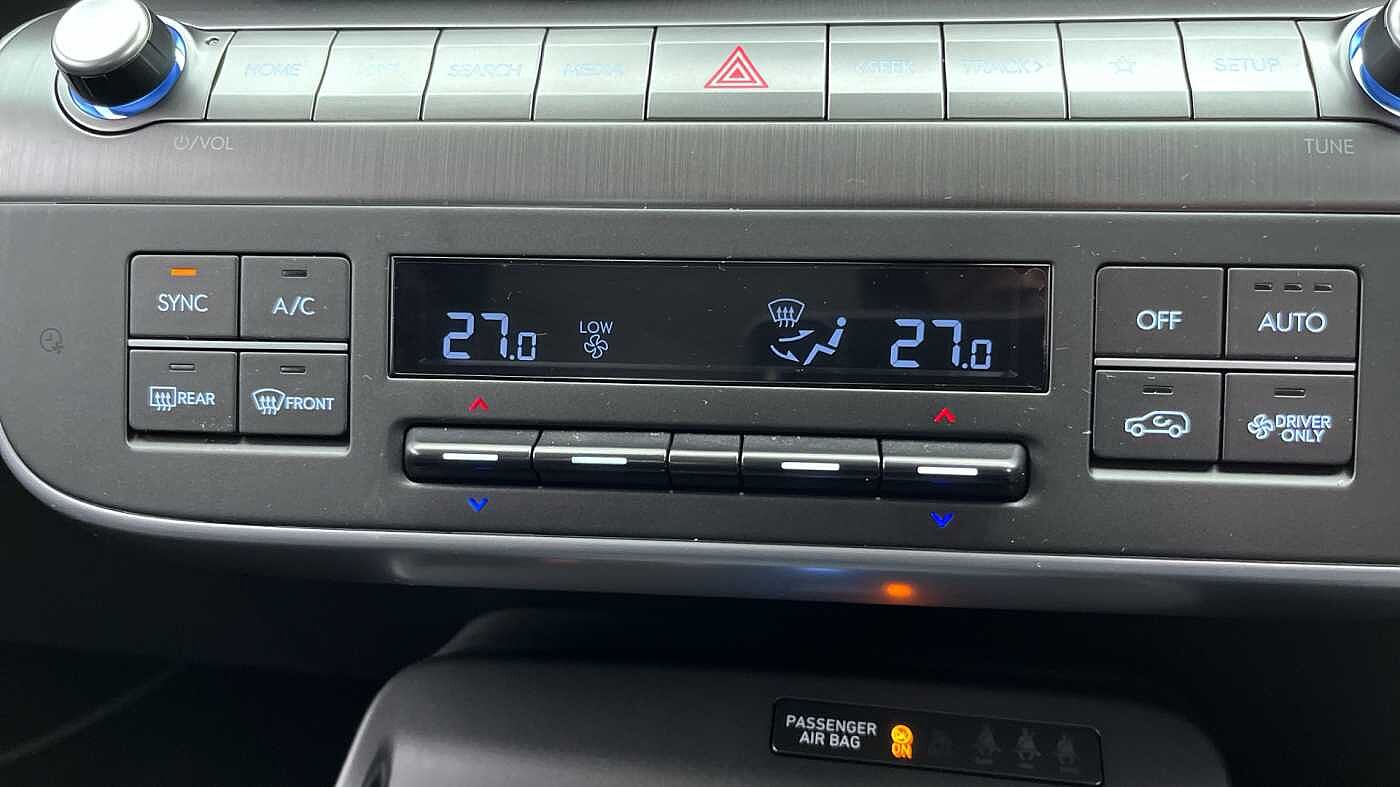 HOME
SEARCH
MEDIA
<SEEK
TRACK>
SETUP
/VOL
TUNE
SYNC
A/C
27.0
LOW
27.0
OFF
AUTO
REAR
FRONT
DRIVER
ONLY
PASSENGER
AIR BAG
ON